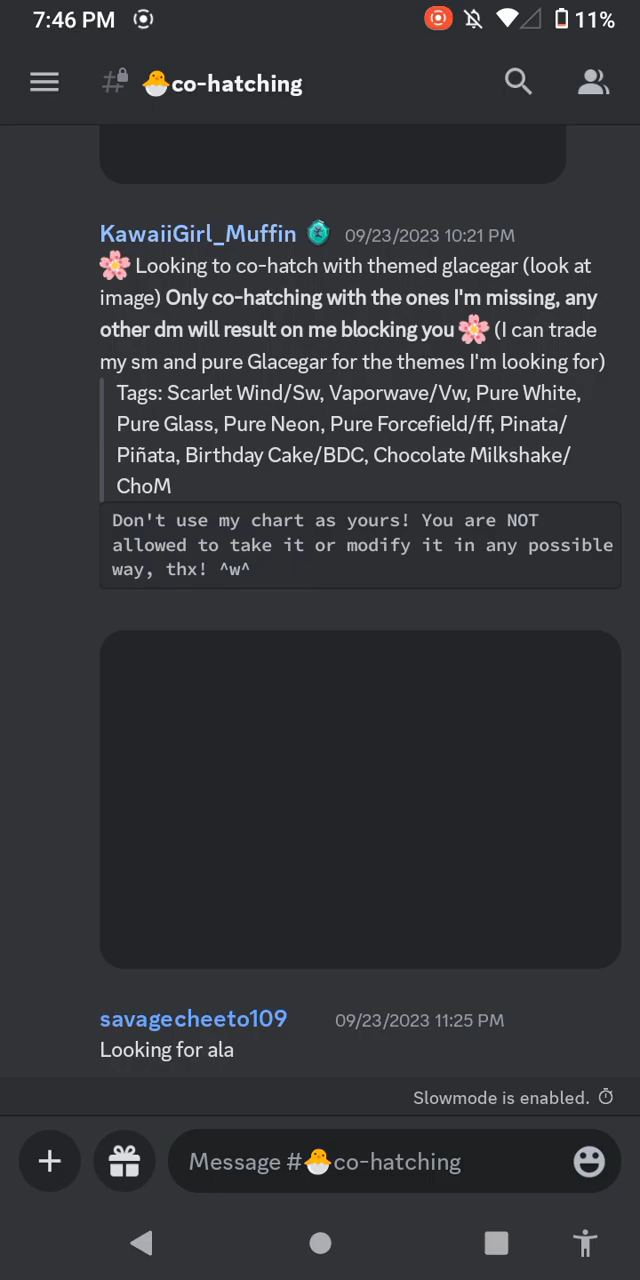 7:46 PM 11%
#🐣co-hatching
KawaiiGirl_Muffin 09/23/2023 10:21 PM
🌸 Looking to co-hatch with themed glacegar (look at
image) Only co-hatching with the ones I'm missing, any
other dm will result on me blocking you 🌸 (I can trade
my sm and pure Glacegar for the themes I'm looking for)
Tags: Scarlet Wind/Sw, Vaporwave/Vw, Pure White,
Pure Glass, Pure Neon, Pure Forcefield/ff, Pinata/
Piñata, Birthday Cake/BDC, Chocolate Milkshake/
ChoM
Don't use my chart as yours! You are NOT
allowed to take it or modify it in any possible
way, thx! ^w^
savagecheeto109 09/23/2023 11:25 PM
Looking for ala
Slowmode is enabled.
Message #🐣co-hatching